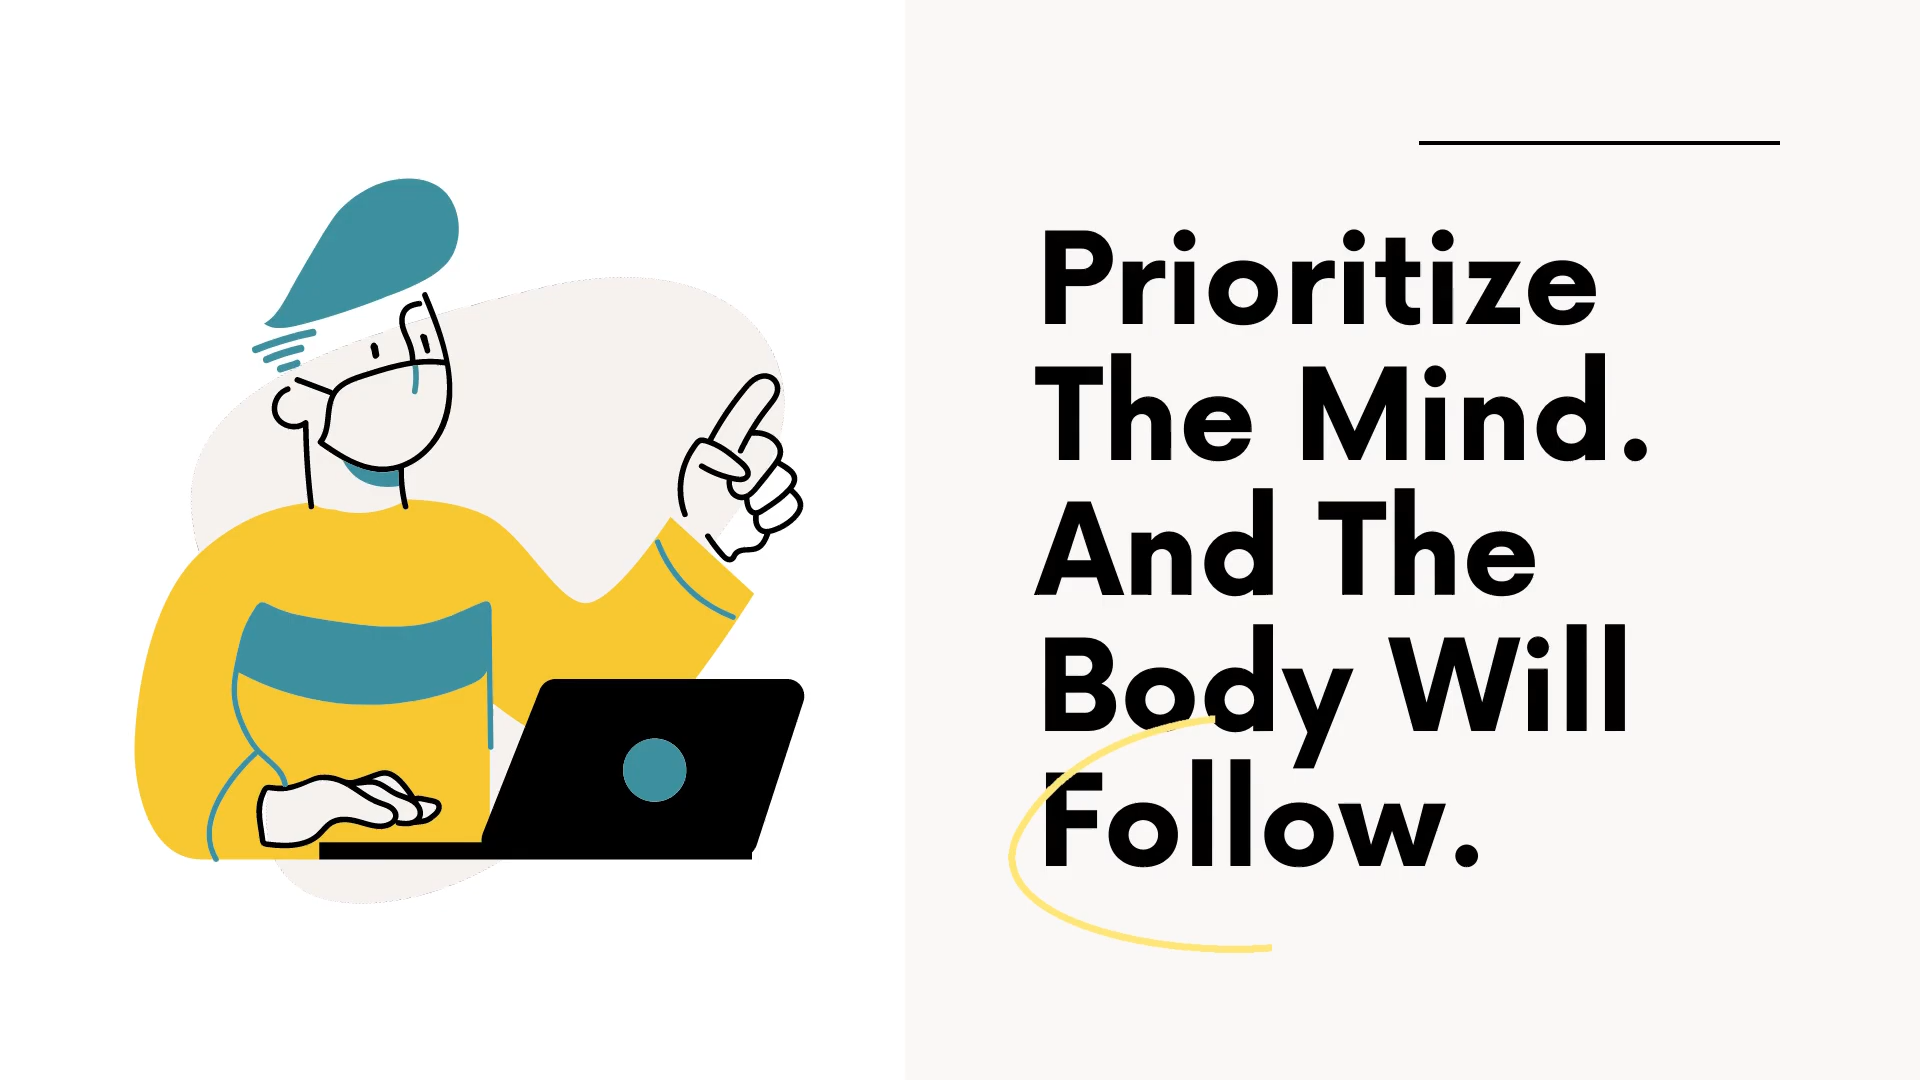 Prioritize
The Mind.
And The
Body Will
Follow.